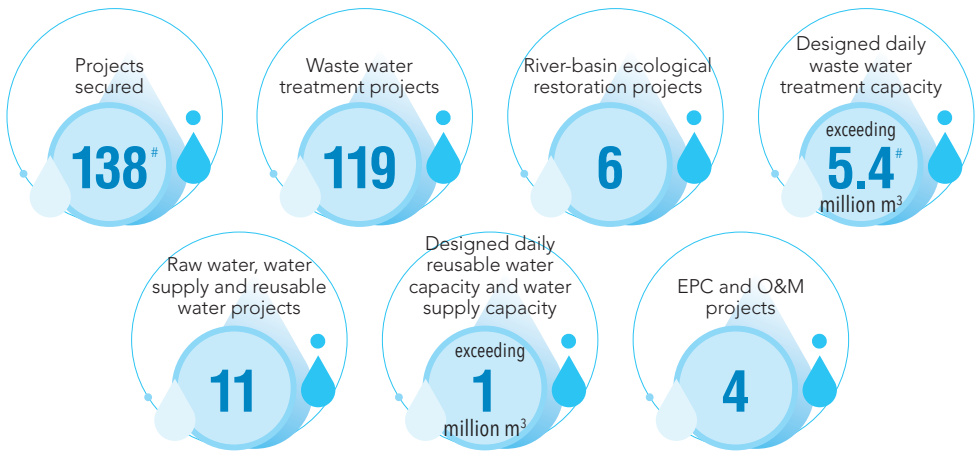 Projects
secured
138#
Waste water
treatment projects
119
River-basin ecological
restoration projects
6
Designed daily
waste water
treatment capacity
exceeding
5.4#
million m³
Raw water, water
supply and reusable
water projects
11
Designed daily
reusable water
capacity and water
supply capacity
exceeding
1
million m³
EPC and O&M
projects
4